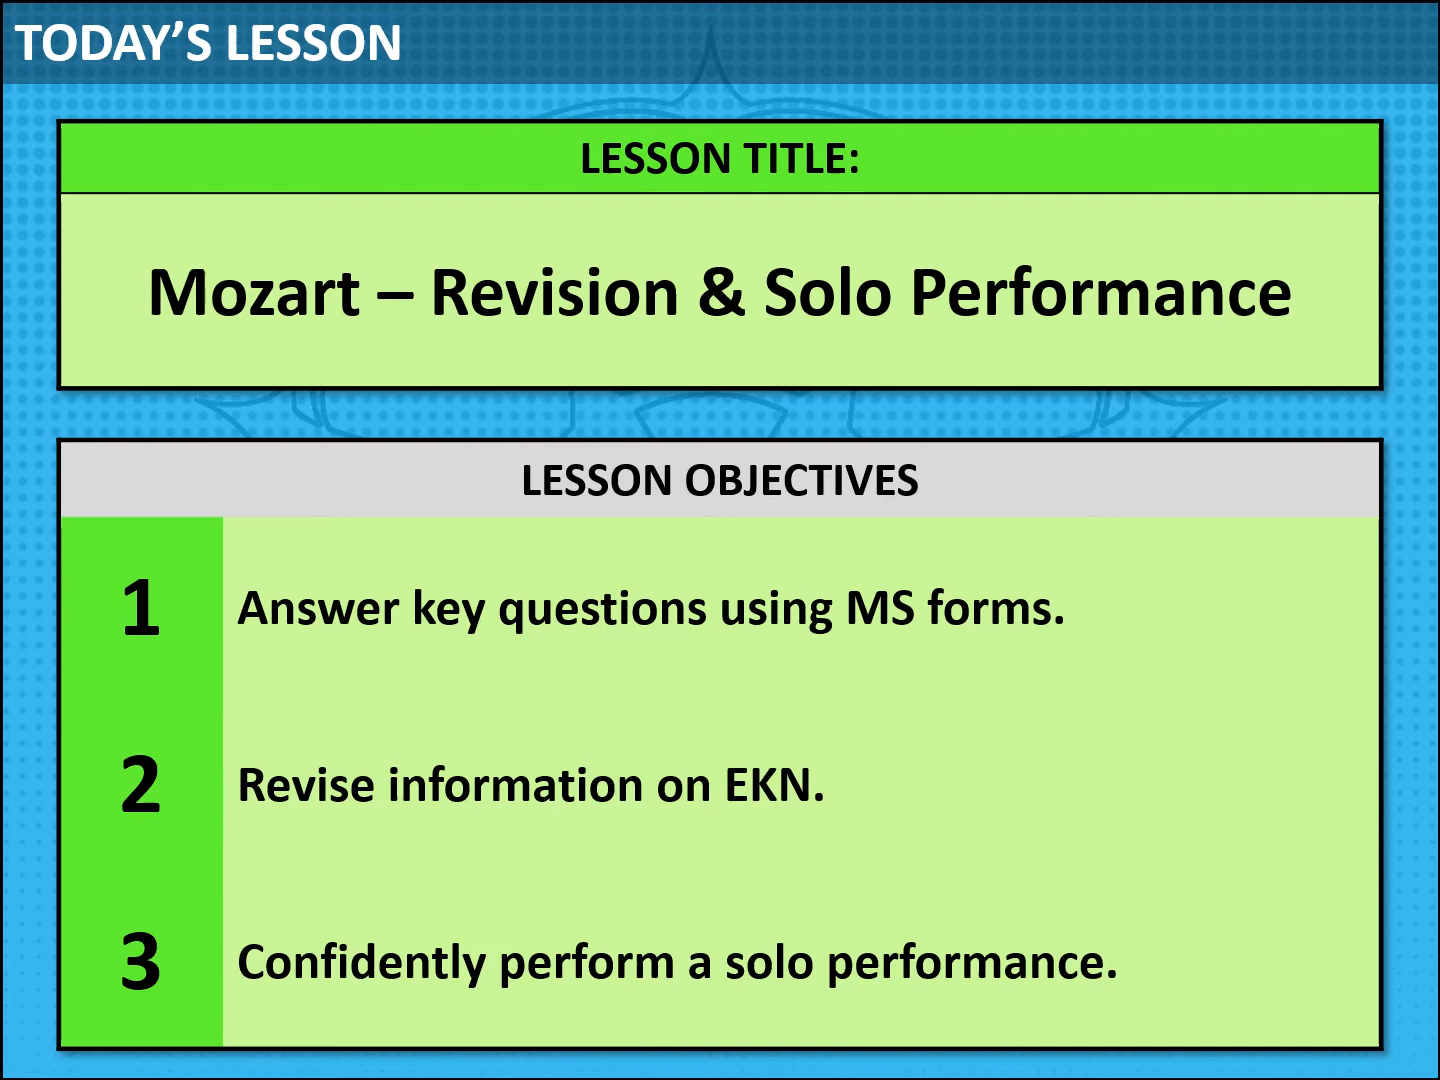 TODAY’S LESSON
LESSON TITLE:
Mozart – Revision & Solo Performance
LESSON OBJECTIVES
1 Answer key questions using MS forms.
2 Revise information on EKN.
3 Confidently perform a solo performance.